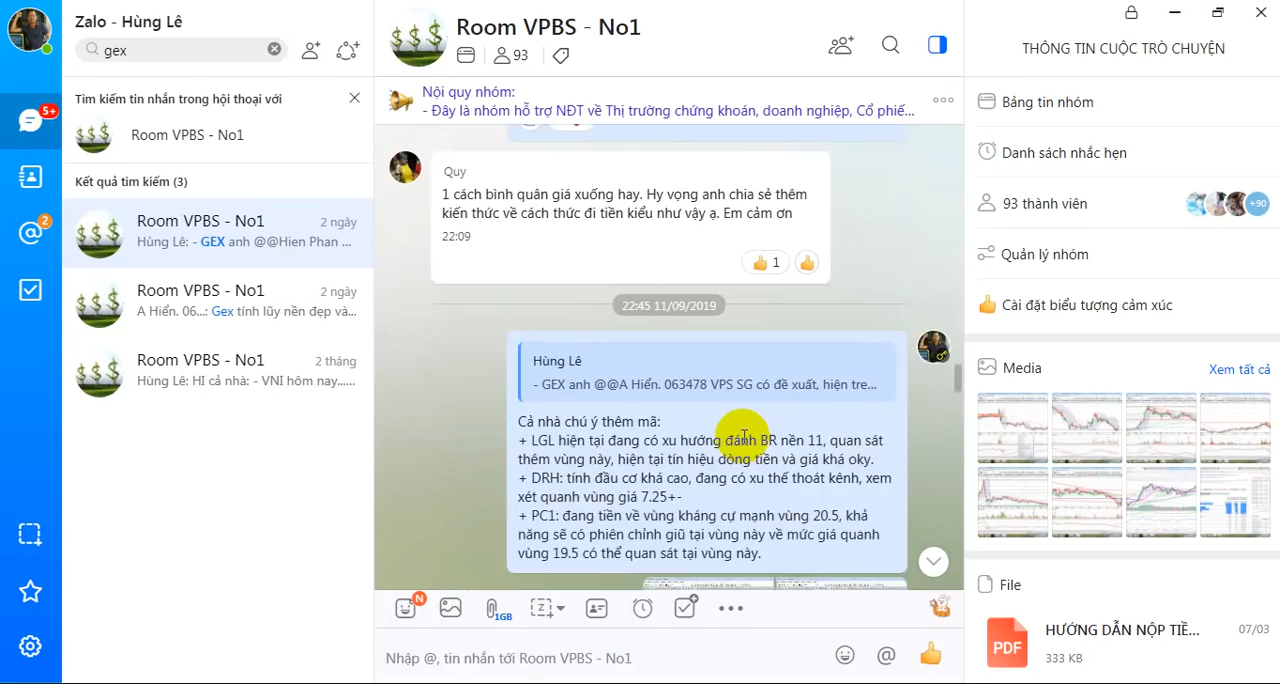 Zalo - Hùng Lê
gex
5+
2
Tìm kiếm tin nhắn trong hội thoại với
Room VPBS - No1
Kết quả tìm kiếm (3)
Room VPBS - No1
2 ngày
Hùng Lê: - GEX anh @@Hien Phan ...
Room VPBS - No1
2 ngày
A Hiển. 06...: Gex tính lũy nền đẹp và...
Room VPBS - No1
2 tháng
Hùng Lê: HI cả nhà: - VNI hôm nay......
Room VPBS - No1
93
Nội quy nhóm:
- Đây là nhóm hỗ trợ NĐT về Thị trường chứng khoán, doanh nghiệp, Cổ phiế...
Quy
1 cách bình quân giá xuống hay. Hy vọng anh chia sẻ thêm
kiến thức về cách thức đi tiền kiểu như vậy ạ. Em cảm ơn
22:09
1
22:45 11/09/2019
Hùng Lê
- GEX anh @@A Hiển. 063478 VPS SG có đề xuất, hiện tre...
Cả nhà chú ý thêm mã:
+ LGL hiện tại đang có xu hướng đánh BR nền 11, quan sát
thêm vùng này, hiện tại tín hiệu dòng tiền và giá khá oky.
+ DRH: tính đầu cơ khá cao, đang có xu thế thoát kênh, xem
xét quanh vùng giá 7.25+-
+ PC1: đang tiền về vùng kháng cự mạnh vùng 20.5, khả
năng sẽ có phiên chỉnh giũ tại vùng này về mức giá quanh
vùng 19.5 có thể quan sát tại vùng này.
N
1GB
Nhập @, tin nhắn tới Room VPBS - No1
THÔNG TIN CUỘC TRÒ CHUYỆN
Bảng tin nhóm
Danh sách nhắc hẹn
93 thành viên
+90
Quản lý nhóm
Cài đặt biểu tượng cảm xúc
Media
Xem tất cả
File
PDF
HƯỚNG DẪN NỘP TIỀ...
07/03
333 KB